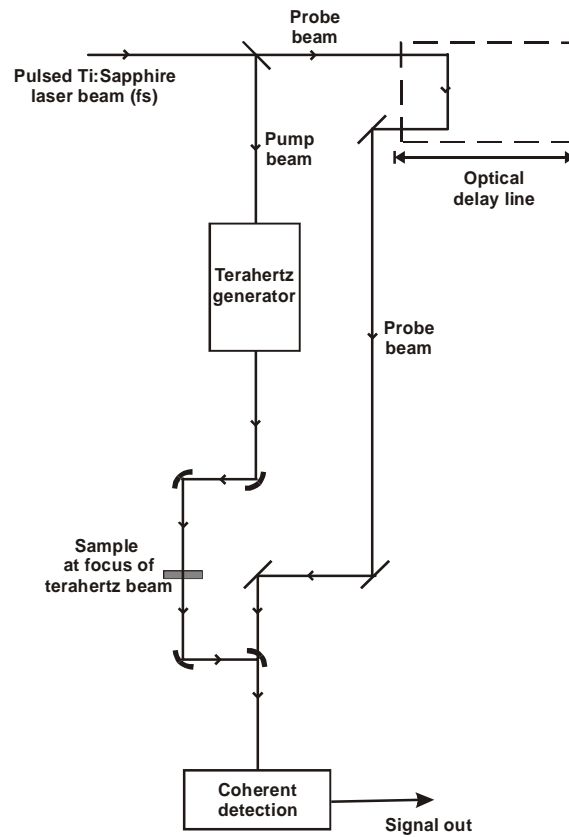 Probe
beam
Pulsed Ti:Sapphire
laser beam (fs)
Pump
beam
Optical
delay line
Terahertz
generator
Probe
beam
Sample
at focus of
terahertz beam
Coherent
detection
Signal out